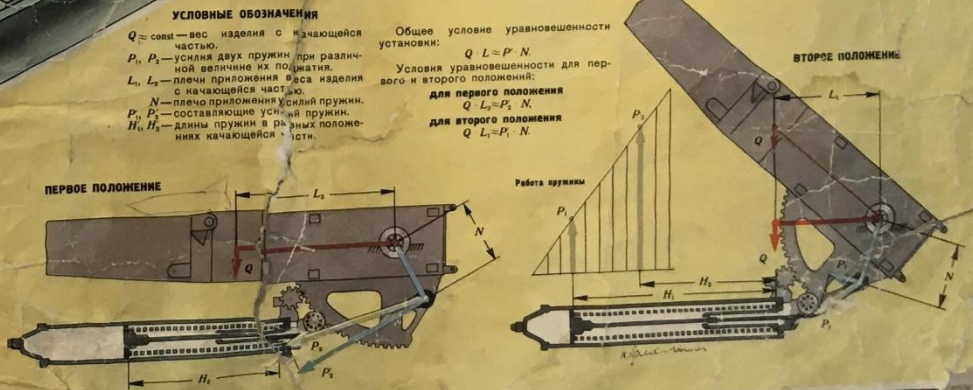 УСЛОВНЫЕ ОБОЗНАЧЕНИЯ
Q ≈ const — вес изделия с качающейся
частью.
P₁, P₂ — усилия двух пружин при различ-
ной величине их поджатия.
L₁, L₂ — плечи приложения веса изделия
с качающей частью.
N — плечо приложения усилий пружин.
P′₁, P′₂ — составляющие усилий пружин.
H₁, H₂ — длины пружин в разных положе-
ниях качающейся части.
Общее условие уравновешенности
установки:
Q · L ≈ P′ · N.
Условия уравновешенности для пер-
вого и второго положений:
для первого положения
Q · L₂ ≈ P′₂ · N.
для второго положения
Q · L₁ ≈ P′₁ · N.
ВТОРОЕ ПОЛОЖЕНИЕ
L₁
Q
Q
P₁
P₁
N
Работа пружины
P₁
P₂
H₂
H₁
ПЕРВОЕ ПОЛОЖЕНИЕ
L₂
Q
N
P₂
P′₂
H₂